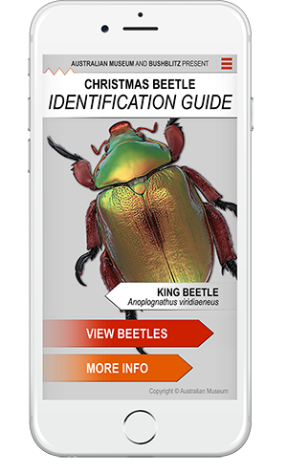 AUSTRALIAN MUSEUM AND BUSHBLITZ PRESENT
CHRISTMAS BEETLE
IDENTIFICATION GUIDE
KING BEETLE
Anoplognathus viridiaeneus
VIEW BEETLES
MORE INFO
Copyright © Australian Museum